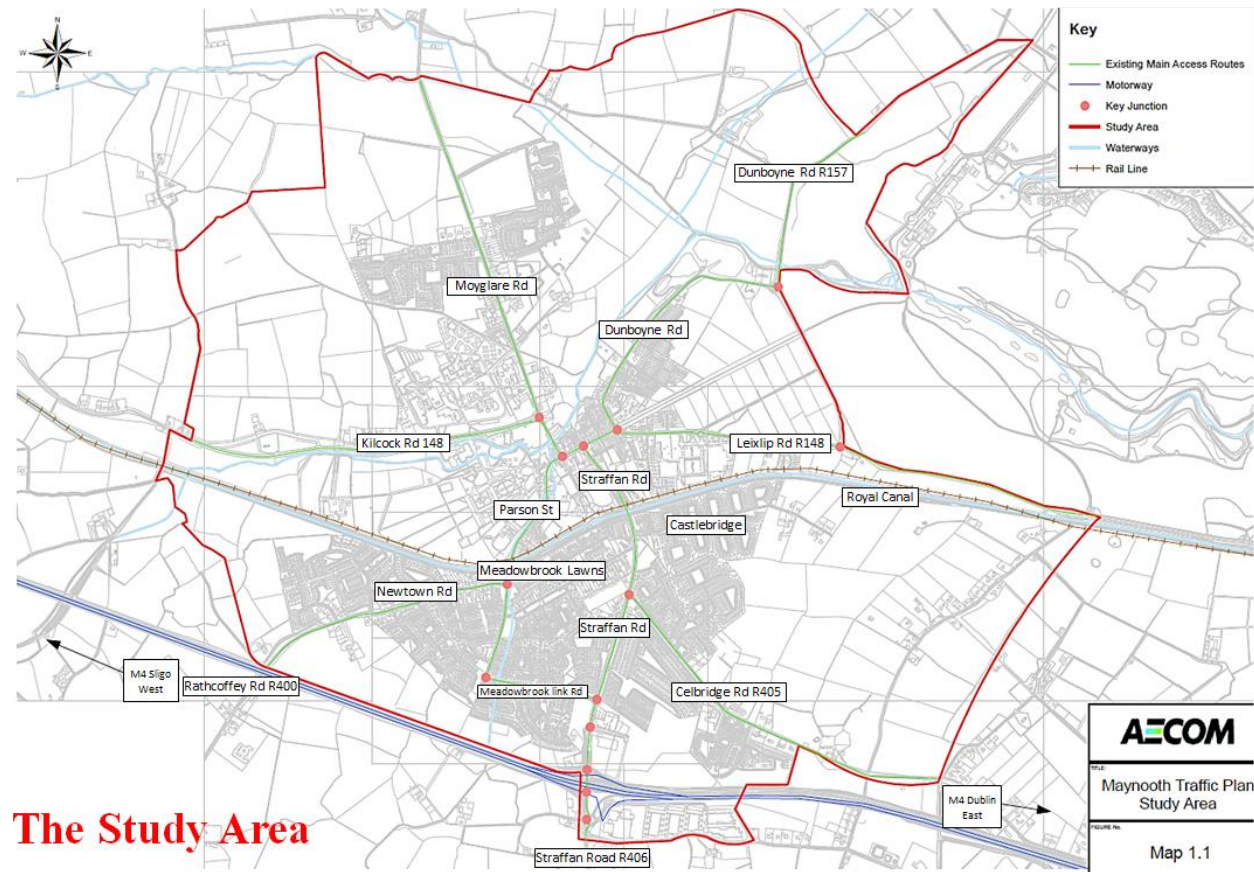 N
W
E
S
Key
Existing Main Access Routes
Motorway
Key Junction
Study Area
Waterways
Rail Line
Dunboyne Rd R157
Moyglare Rd
Dunboyne Rd
Kilcock Rd 148
Leixlip Rd R148
Straffan Rd
Royal Canal
Parson St
Castlebridge
Meadowbrook Lawns
Newtown Rd
Straffan Rd
M4 Sligo
West
Rathcoffey Rd R400
Meadowbrook link Rd
Celbridge Rd R405
AECOM
TITLE:
Maynooth Traffic Plan
Study Area
M4 Dublin
East
FIGURE No.
Map 1.1
The Study Area
Straffan Road R406